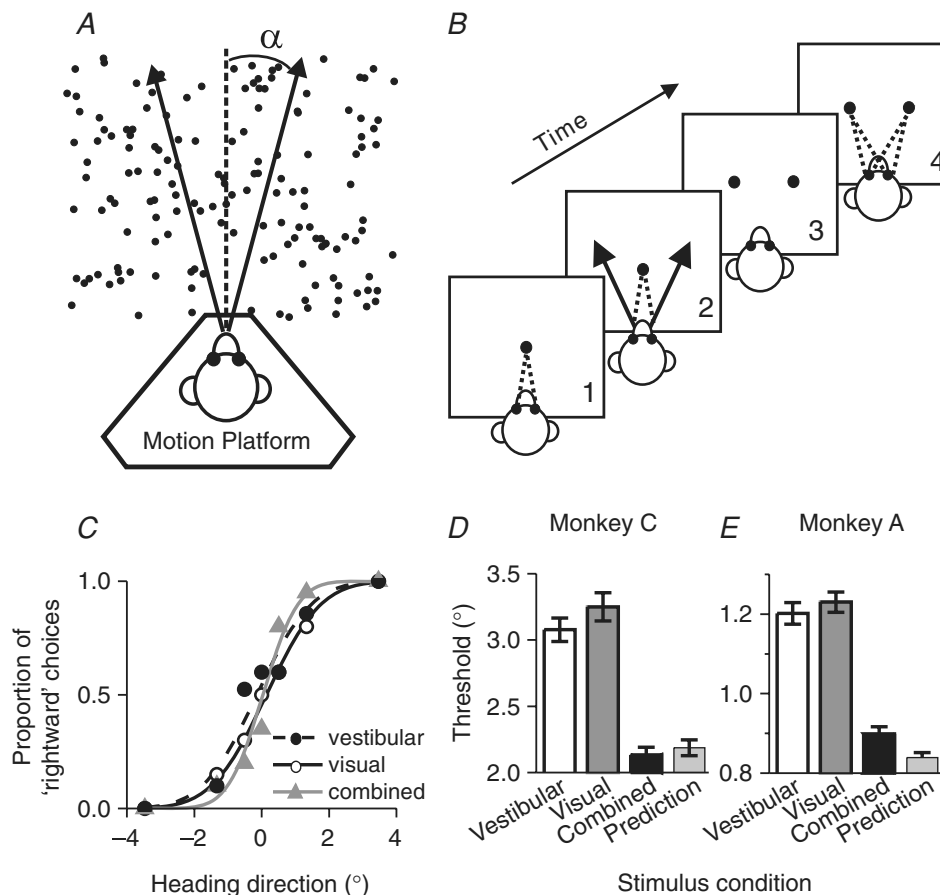 A
α
Motion Platform
B
Time
1
2
3
4
C
Proportion of
'rightward' choices
1.0
0.5
0.0
−4
−2
0
2
4
vestibular
visual
combined
Heading direction (°)
D
Monkey C
Threshold (°)
3.5
3.0
2.5
2.0
Vestibular
Visual
Combined
Prediction
E
Monkey A
1.2
1.0
0.8
Vestibular
Visual
Combined
Prediction
Stimulus condition